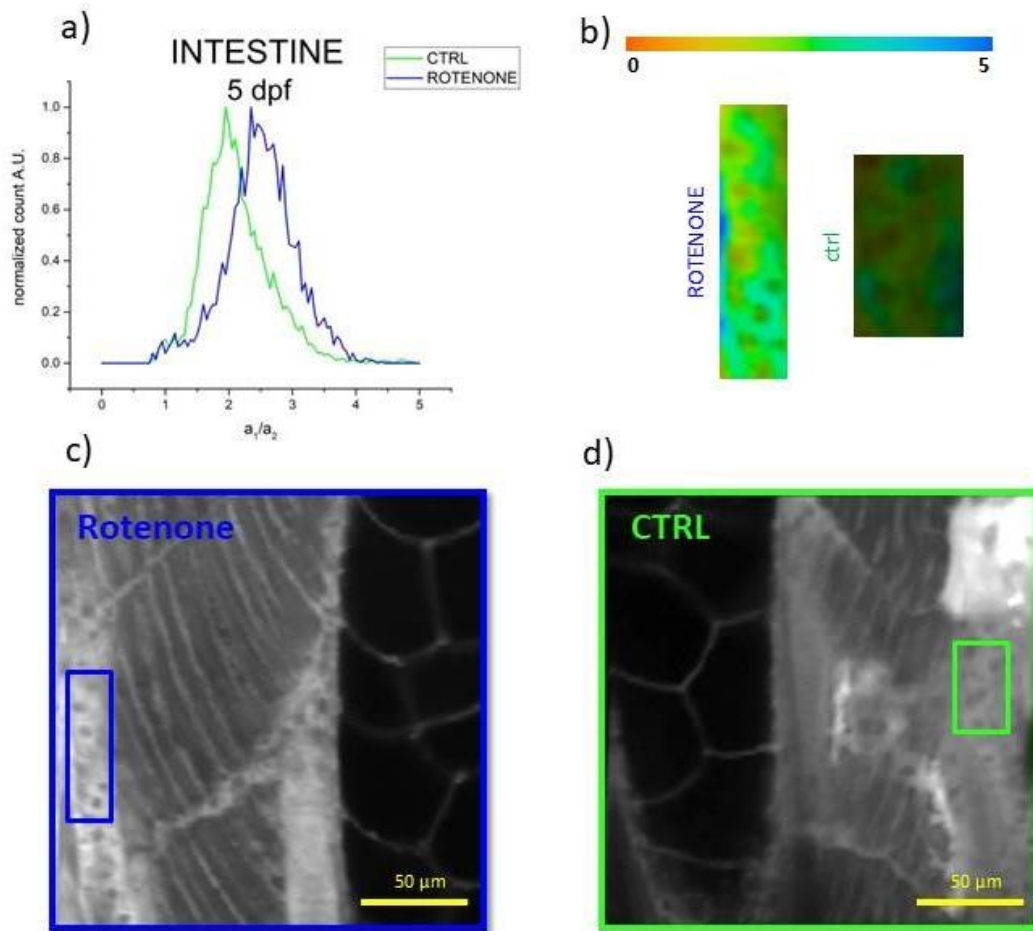 a)
INTESTINE
5 dpf
CTRL
ROTENONE
normalized count A.U.
1.0
0.8
0.6
0.4
0.2
0.0
0 1 2 3 4 5
a₁/a₂
b)
0 5
ROTENONE
ctrl
c)
Rotenone
50 µm
d)
CTRL
50 µm